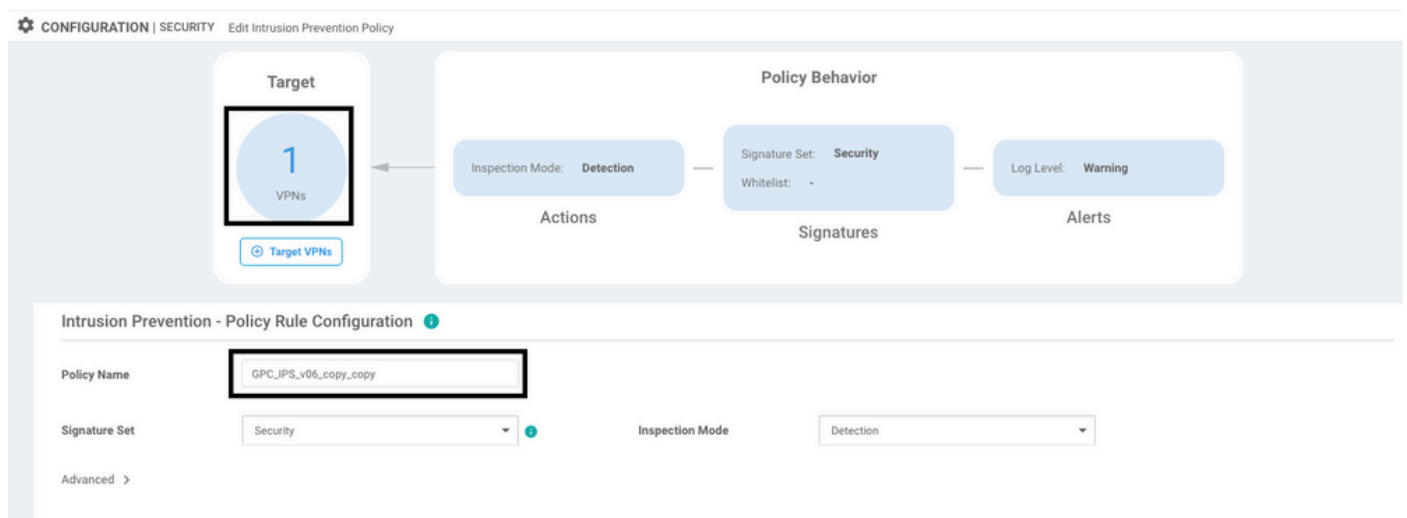 CONFIGURATION | SECURITY Edit Intrusion Prevention Policy
Target
Policy Behavior
1
VPNs
Target VPNs
Inspection Mode: Detection
Actions
Signature Set: Security
Whitelist: -
Signatures
Log Level: Warning
Alerts
Intrusion Prevention - Policy Rule Configuration
Policy Name GPC_IPS_v06_copy_copy
Signature Set Security Inspection Mode Detection
Advanced >